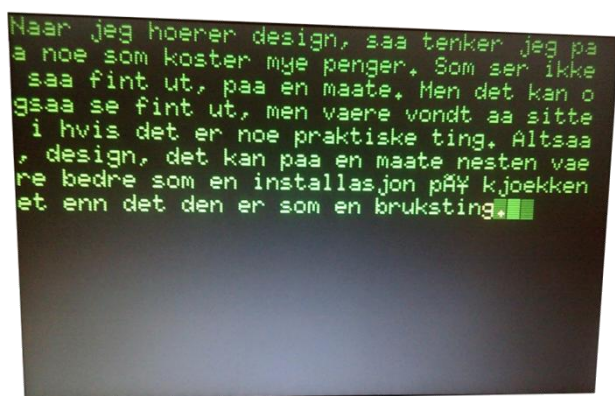 Naar jeg hoerer design, saa tenker jeg pa
a noe som koster mye penger. Som ser ikke
 saa fint ut, paa en maate. Men det kan o
gsaa se fint ut, men vaere vondt aa sitte
 i hvis det er noe praktiske ting. Altsaa
, design, det kan paa en maate nesten vae
re bedre som en installasjon pÃ¥ kjoekken
et enn det den er som en bruksting.